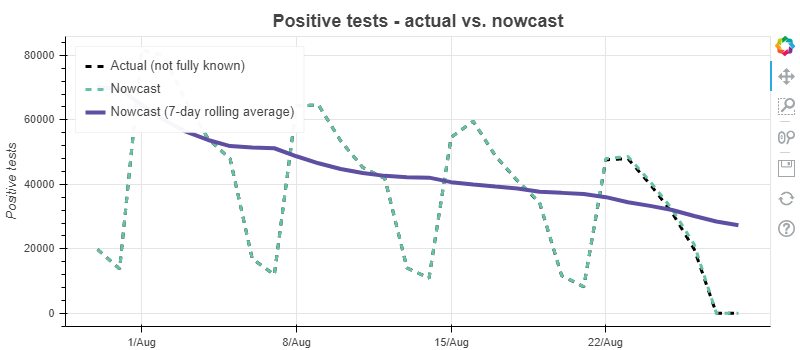 Positive tests - actual vs. nowcast
80000
60000
40000
20000
0
Positive tests
Actual (not fully known)
Nowcast
Nowcast (7-day rolling average)
1/Aug
8/Aug
15/Aug
22/Aug